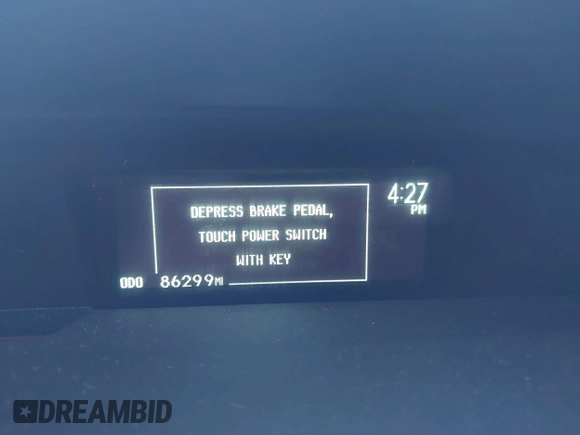 DEPRESS BRAKE PEDAL,
TOUCH POWER SWITCH
WITH KEY
4:27
PM
ODO 86299MI
DREAMBID